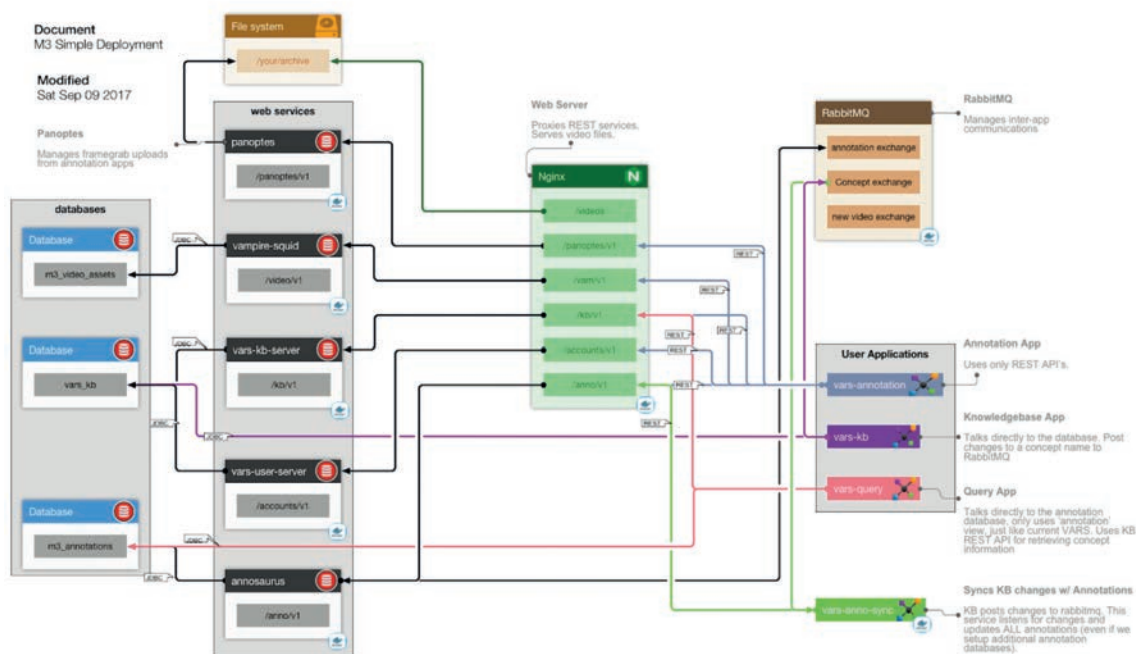 Document
M3 Simple Deployment
Modified
Sat Sep 09 2017
File system
/your/archive
Panoptes
Manages framegrab uploads
from annotation apps
web services
panoptes
/panoptes/v1
vampire-squid
/video/v1
vars-kb-server
/kb/v1
vars-user-server
/accounts/v1
annosaurus
/anno/v1
databases
Database
m3_video_assets
Database
vars_kb
Database
m3_annotations
JDBC
JDBC
JDBC
JDBC
JDBC
JDBC
Web Server
Proxies REST services.
Serves video files.
Nginx
N
/videos
/panoptes/v1
/vam/v1
/kb/v1
/accounts/v1
/anno/v1
REST
REST
REST
REST
REST
REST
REST
RabbitMQ
annotation exchange
Concept exchange
new video exchange
RabbitMQ
Manages inter-app
communications
User Applications
vars-annotation
vars-kb
vars-query
vars-anno-sync
Annotation App
Uses only REST API's.
Knowledgebase App
Talks directly to the database. Post
changes to a concept name to
RabbitMQ
Query App
Talks directly to the annotation
database, only uses 'annotation'
view, just like current VARS. Uses KB
REST API for retrieving concept
information
Syncs KB changes w/ Annotations
KB posts changes to rabbitmq. This
service listens for changes and
updates ALL annotations (even if we
setup additional annotation
databases).